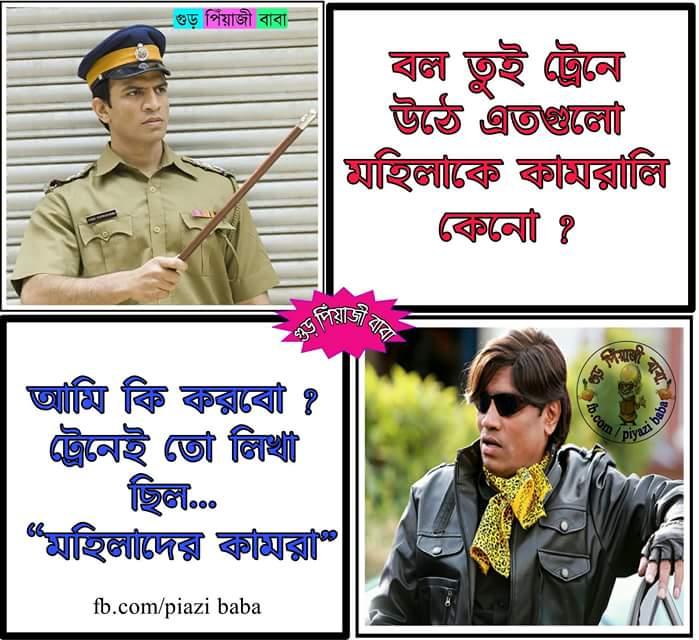 গুড় পিঁয়াজী বাবা
বল তুই ট্রেনে
উঠে এতগুলো
মহিলাকে কামরালি
কেনো ?
গুড় পিঁয়াজী বাবা
আমি কি করবো ?
ট্রেনেই তো লিখা
ছিল...
“মহিলাদের কামরা”
fb.com/piazi baba
গুড় পিঁয়াজী বাবা
fb.com / piyazi baba